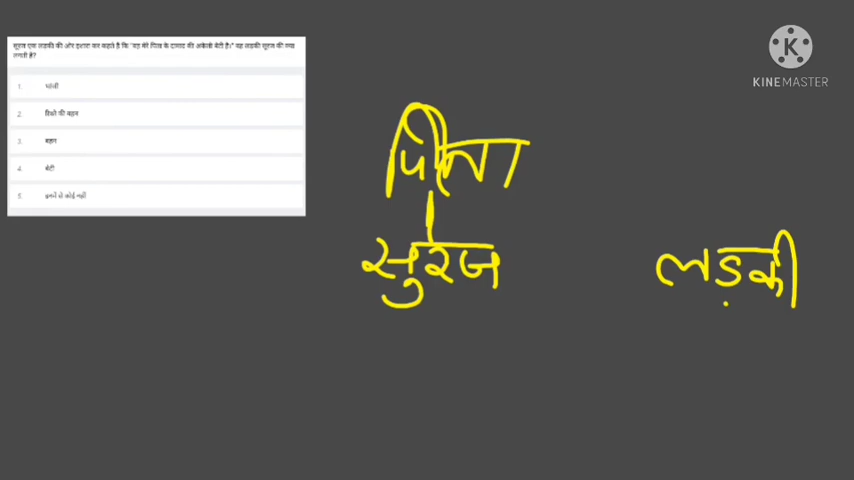 सूरज एक लड़की की ओर इशारा कर कहते है कि "वह मेरे पिता के दामाद की अकेली बेटी है।" वह लड़की सूरज की क्या
लगती है?
1. भांजी
2. रिश्ते की बहन
3. बहन
4. बेटी
5. इनमें से कोई नहीं
K
KINEMASTER
पिता
सुरज
लड़की